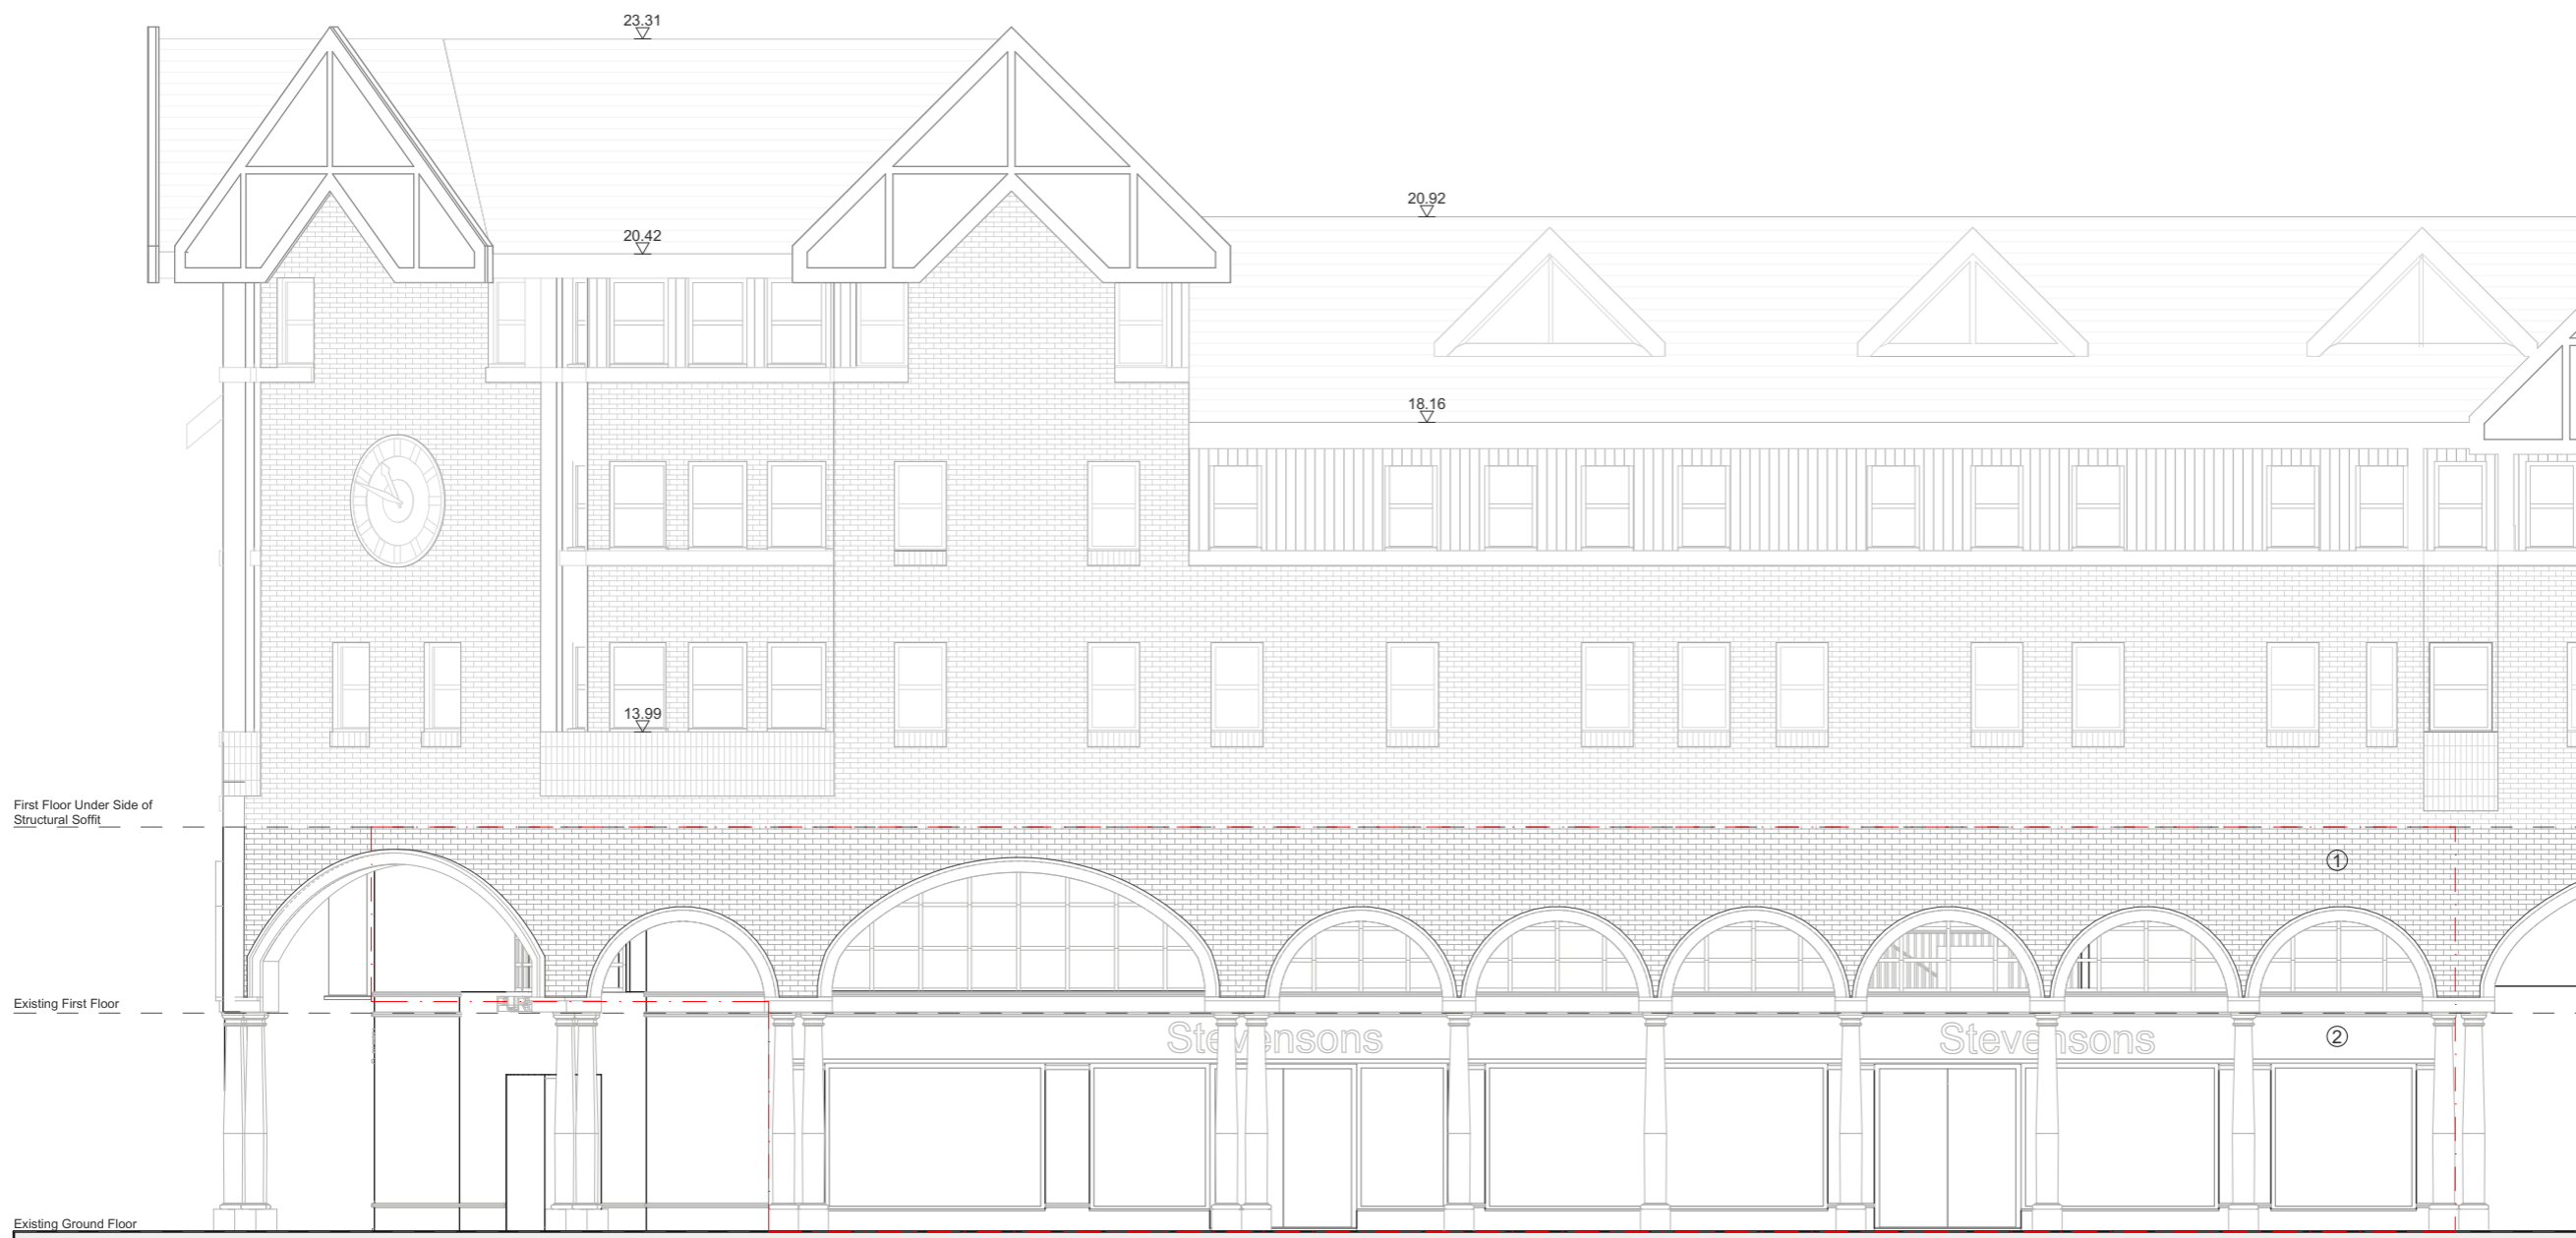 23.31
20.42
20.92
18.16
13.99
First Floor Under Side of
Structural Soffit
1
Existing First Floor
Stevensons
Stevensons
2
Existing Ground Floor